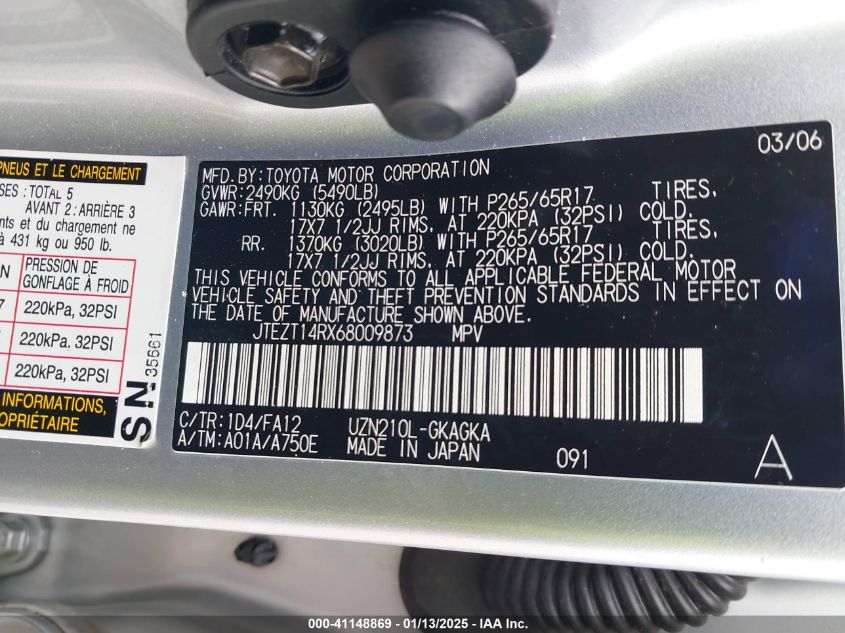 PNEUS ET LE CHARGEMENT
: TOTAL 5
AVANT 2 : ARRIÈRE 3
et du chargement ne
à 431 kg ou 950 lb.
PRESSION DE
GONFLAGE À FROID
220kPa, 32PSI
220kPa, 32PSI
220kPa, 32PSI
INFORMATIONS,
SN
35661
03/06
MFD. BY: TOYOTA MOTOR CORPORATION
GVWR: 2490KG (5490LB)
GAWR: FRT. 1130KG (2495LB) WITH P265/65R17 TIRES,
17X7 1/2JJ RIMS, AT 220KPA (32PSI) COLD.
RR. 1370KG (3020LB) WITH P265/65R17 TIRES,
17X7 1/2JJ RIMS, AT 220KPA (32PSI) COLD.
THIS VEHICLE CONFORMS TO ALL APPLICABLE FEDERAL MOTOR
VEHICLE SAFETY AND THEFT PREVENTION STANDARDS IN EFFECT ON
THE DATE OF MANUFACTURE SHOWN ABOVE.
JTEZT14RX68009873 MPV
C/TR: 1D4/FA12 UZN210L-GKAGKA
A/TM: A01A/A750E MADE IN JAPAN
091
A
000-41148869 - 01/13/2025 - IAA Inc.